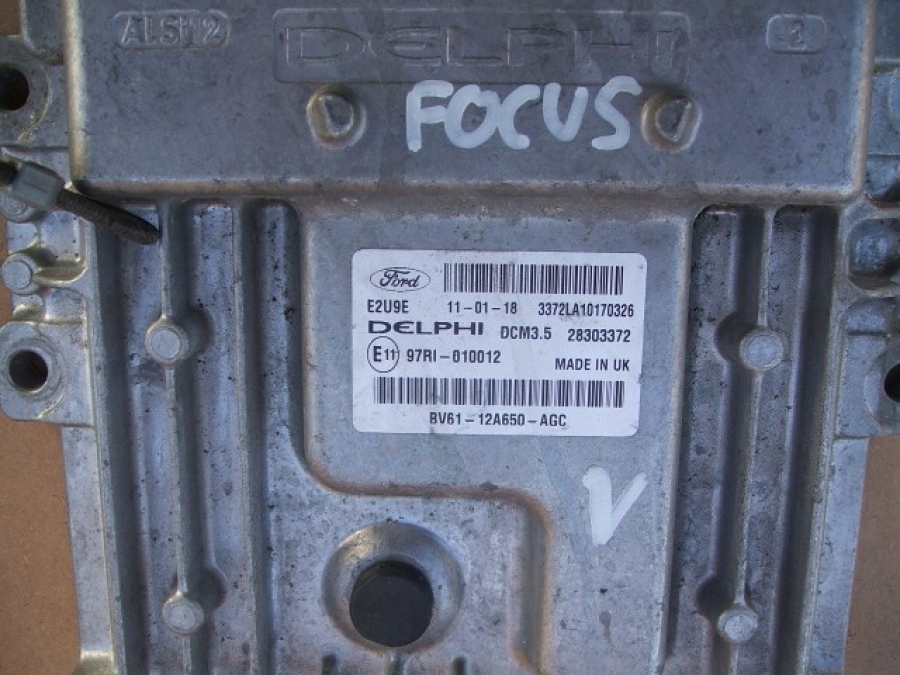 ALSi12
DELPHI
2
FOCUS
Ford
E2U9E 11-01-18 3372LA10170326
DELPHI DCM3.5 28303372
E11 97RI-010012 MADE IN UK
BV61-12A650-AGC
V